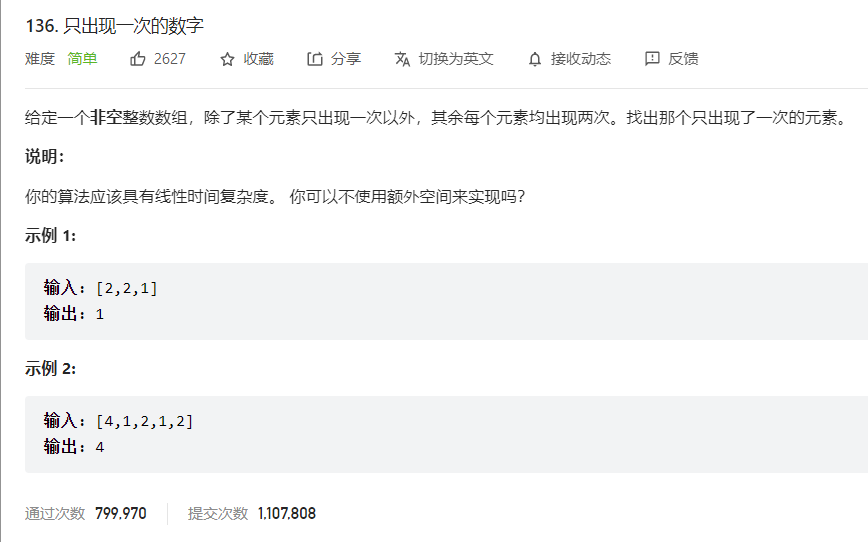 136. 只出现一次的数字
难度 简单 2627 收藏 分享 切换为英文 接收动态 反馈
给定一个非空整数数组，除了某个元素只出现一次以外，其余每个元素均出现两次。找出那个只出现了一次的元素。
说明：
你的算法应该具有线性时间复杂度。 你可以不使用额外空间来实现吗？
示例 1:
输入: [2,2,1]
输出: 1
示例 2:
输入: [4,1,2,1,2]
输出: 4
通过次数 799,970 提交次数 1,107,808